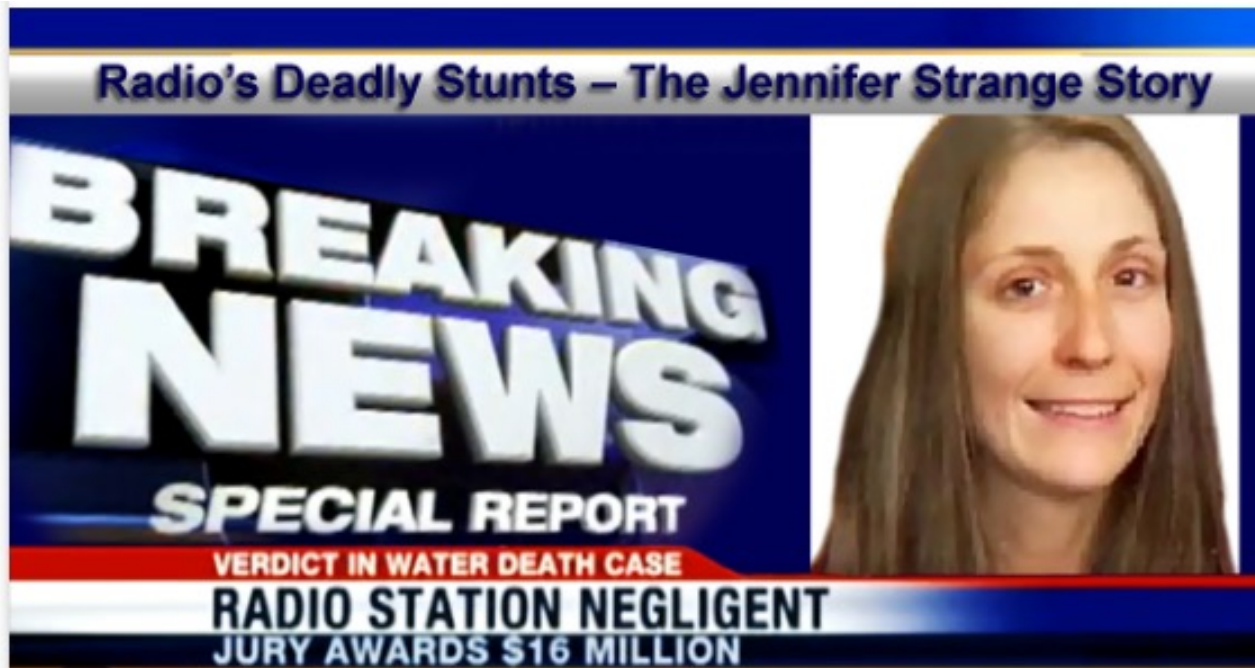 Radio's Deadly Stunts – The Jennifer Strange Story
BREAKING
NEWS
SPECIAL REPORT
VERDICT IN WATER DEATH CASE
RADIO STATION NEGLIGENT
JURY AWARDS $16 MILLION